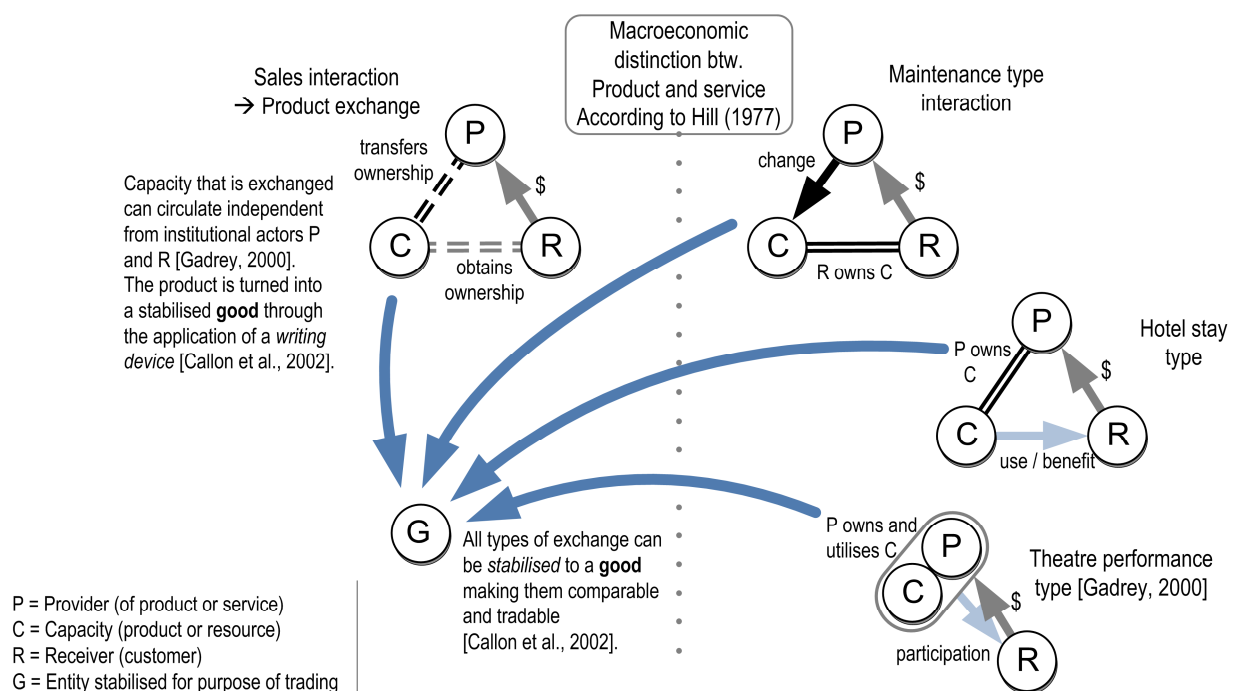 Macroeconomic
distinction btw.
Product and service
According to Hill (1977)
Sales interaction
→ Product exchange
P
transfers
ownership
$
C
R
obtains
ownership
Capacity that is exchanged
can circulate independent
from institutional actors P
and R [Gadrey, 2000].
The product is turned into
a stabilised good through
the application of a writing
device [Callon et al., 2002].
Maintenance type
interaction
P
change
$
C
R
R owns C
P
Hotel stay
type
P owns
C
$
C
R
use / benefit
G
All types of exchange can
be stabilised to a good
making them comparable
and tradable
[Callon et al., 2002].
P owns and
utilises C
P
C
Theatre performance
type [Gadrey, 2000]
$
participation
R
P = Provider (of product or service)
C = Capacity (product or resource)
R = Receiver (customer)
G = Entity stabilised for purpose of trading